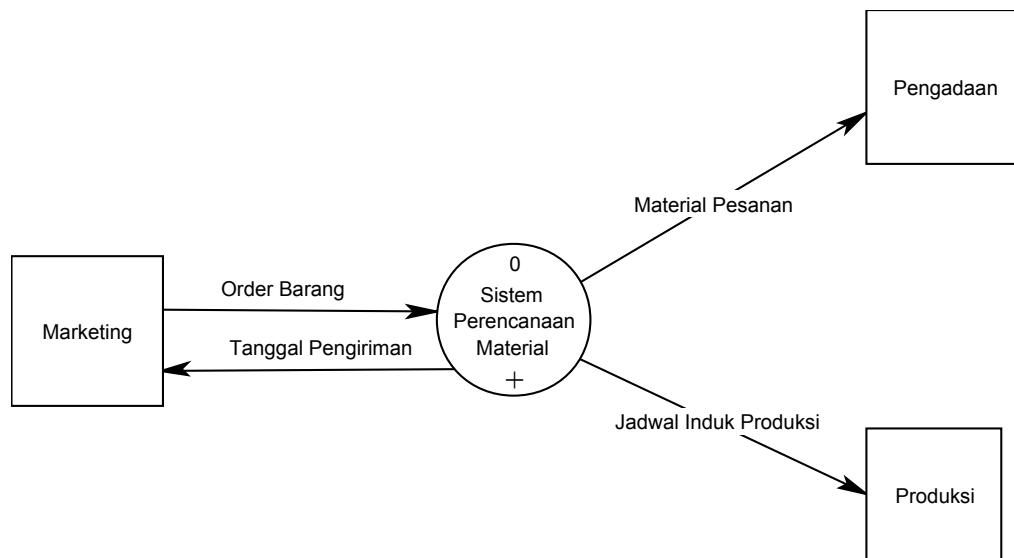 Pengadaan
Material Pesanan
0
Order Barang
Sistem
Perencanaan
Marketing
Material
Tanggal Pengiriman
+
Jadwal Induk Produksi
Produksi